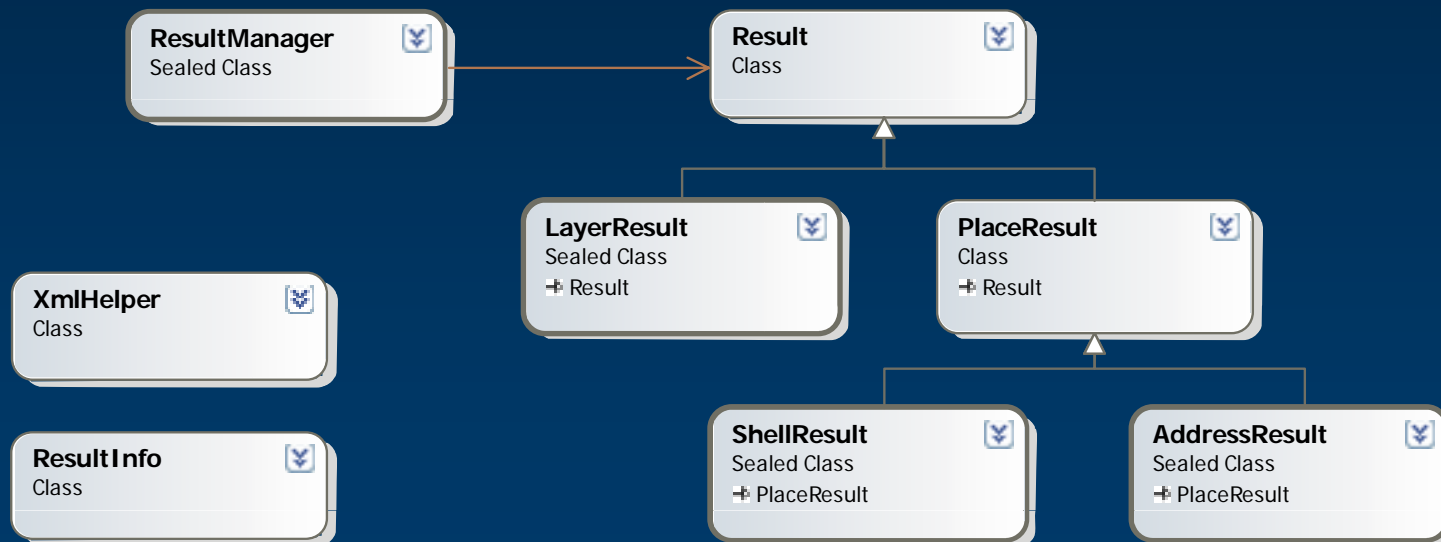 ResultManager
Sealed Class
Result
Class
LayerResult
Sealed Class
Result
PlaceResult
Class
Result
XmlHelper
Class
ResultInfo
Class
ShellResult
Sealed Class
PlaceResult
AddressResult
Sealed Class
PlaceResult